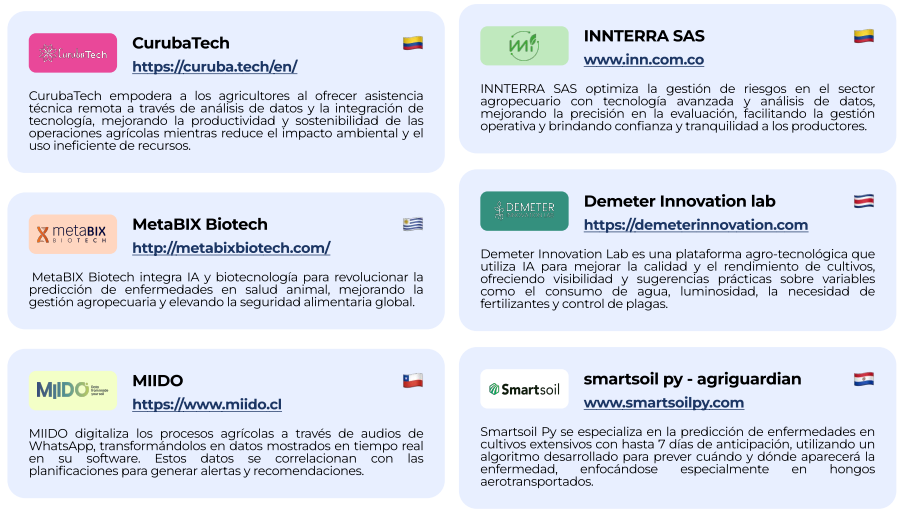 CurubaTech
CurubaTech
https://curuba.tech/en/
CurubaTech empodera a los agricultores al ofrecer asistencia
técnica remota a través de análisis de datos y la integración de
tecnología, mejorando la productividad y sostenibilidad de las
operaciones agrícolas mientras reduce el impacto ambiental y el
uso ineficiente de recursos.
metaBIX
BIOTECH
MetaBIX Biotech
http://metabixbiotech.com/
MetaBIX Biotech integra IA y biotecnología para revolucionar la
predicción de enfermedades en salud animal, mejorando la
gestión agropecuaria y elevando la seguridad alimentaria global.
MIIDO
MIIDO
https://www.miido.cl
MIIDO digitaliza los procesos agrícolas a través de audios de
WhatsApp, transformándolos en datos mostrados en tiempo real
en su software. Estos datos se correlacionan con las
planificaciones para generar alertas y recomendaciones.
INNTERRA SAS
www.inn.com.co
INNTERRA SAS optimiza la gestión de riesgos en el sector
agropecuario con tecnología avanzada y análisis de datos,
mejorando la precisión en la evaluación, facilitando la gestión
operativa y brindando confianza y tranquilidad a los productores.
DEMETER
Demeter Innovation lab
https://demeterinnovation.com
Demeter Innovation Lab es una plataforma agro-tecnológica que
utiliza IA para mejorar la calidad y el rendimiento de cultivos,
ofreciendo visibilidad y sugerencias prácticas sobre variables
como el consumo de agua, luminosidad, la necesidad de
fertilizantes y control de plagas.
Smartsoil
smartsoil py - agriguardian
www.smartsoilpy.com
Smartsoil Py se especializa en la predicción de enfermedades en
cultivos extensivos con hasta 7 días de anticipación, utilizando un
algoritmo desarrollado para prever cuándo y dónde aparecerá la
enfermedad, enfocándose especialmente en hongos
aerotransportados.